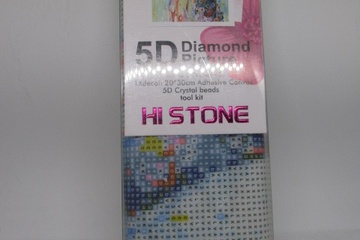 5D Diamond
20*30cm Adhesive Canvas
5D Crystal beads
tool kit
HI STONE